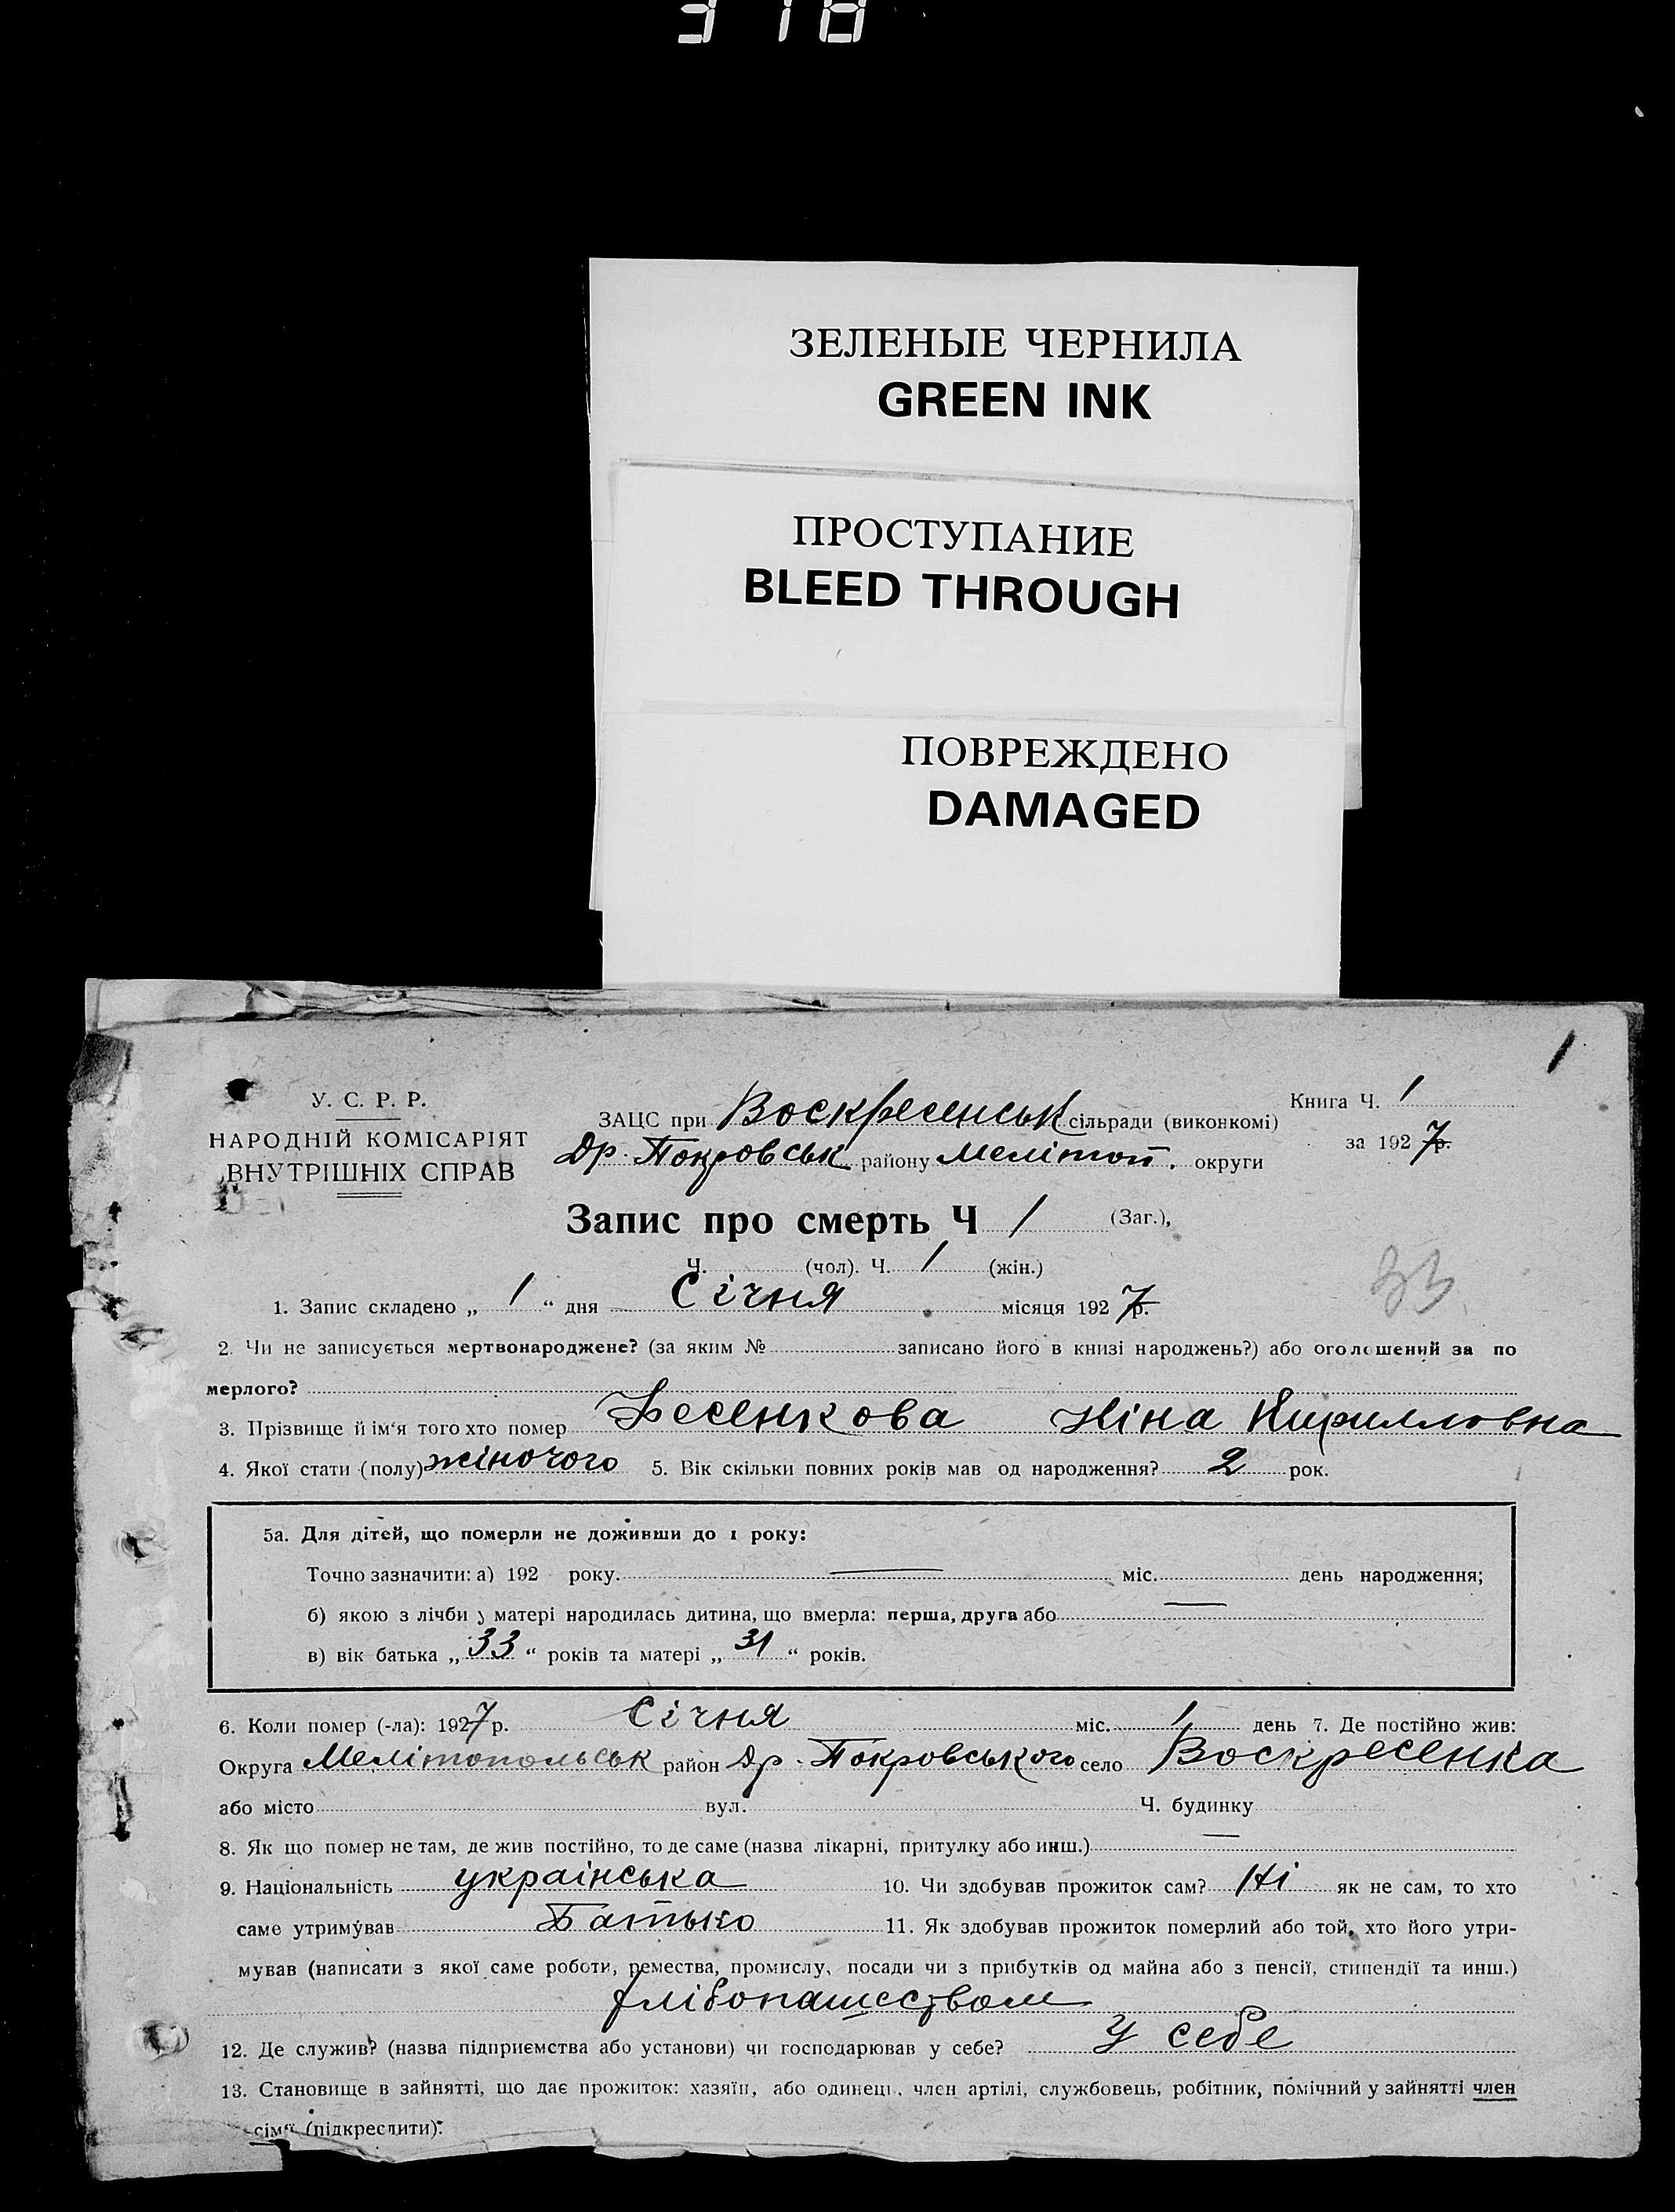 318
ЗЕЛЕНЫЕ ЧЕРНИЛА
GREEN INK
ПРОСТУПАНИЕ
BLEED THROUGH
ПОВРЕЖДЕНО
DAMAGED
1
У. С. Р. Р.
НАРОДНІЙ КОМІСАРІЯТ
ВНУТРІШНІХ СПРАВ
ЗАЦС при Воскресенськ сільради (виконкомі)
Др. Покровськ району Мелітоп. округи
Книга Ч. 1
за 1927 р.
Запис про смерть Ч 1 (Заг.),
Ч. (чол). Ч. 1 (жін.)
1. Запис складено „ 1 “ дня Січня місяця 1927 р.
2. Чи не записується мертвонароджене? (за яким № записано його в книзі народжень?) або оголошений за по
мерлого?
3. Прізвище й ім'я того хто помер Фесенкова Ніна Кирилловна
4. Якої стати (полу) жіночого 5. Вік скільки повних років мав од народження? 2 рок.
5а. Для дітей, що померли не доживши до 1 року:
Точно зазначити: а) 192 року. — міс. день народження;
б) якою з лічби у матері народилась дитина, що вмерла: перша, друга або —
в) вік батька „ 33 “ років та матері „ 31 “ років.
6. Коли помер (-ла): 1927 р. Січня міс. 1 день 7. Де постійно жив:
Округа Мелітопольськ район Др. Покровського село Воскресенка
або місто вул. Ч. будинку
8. Як що помер не там, де жив постійно, то де саме (назва лікарні, притулку або инш.) —
9. Національність українська 10. Чи здобував прожиток сам? Ні як не сам, то хто
саме утримував Батько 11. Як здобував прожиток померлий або той, хто його утри-
мував (написати з якої саме роботи, ремества, промислу, посади чи з прибутків од майна або з пенсії, стипендії та инш.)
хлібопашеством
12. Де служив? (назва підприємства або установи) чи господарював у себе? У себе
13. Становище в зайнятті, що дає прожиток: хазяїн, або одинець, член артілі, службовець, робітник, помічний у зайнятті член
сім'ї (підкреслити):